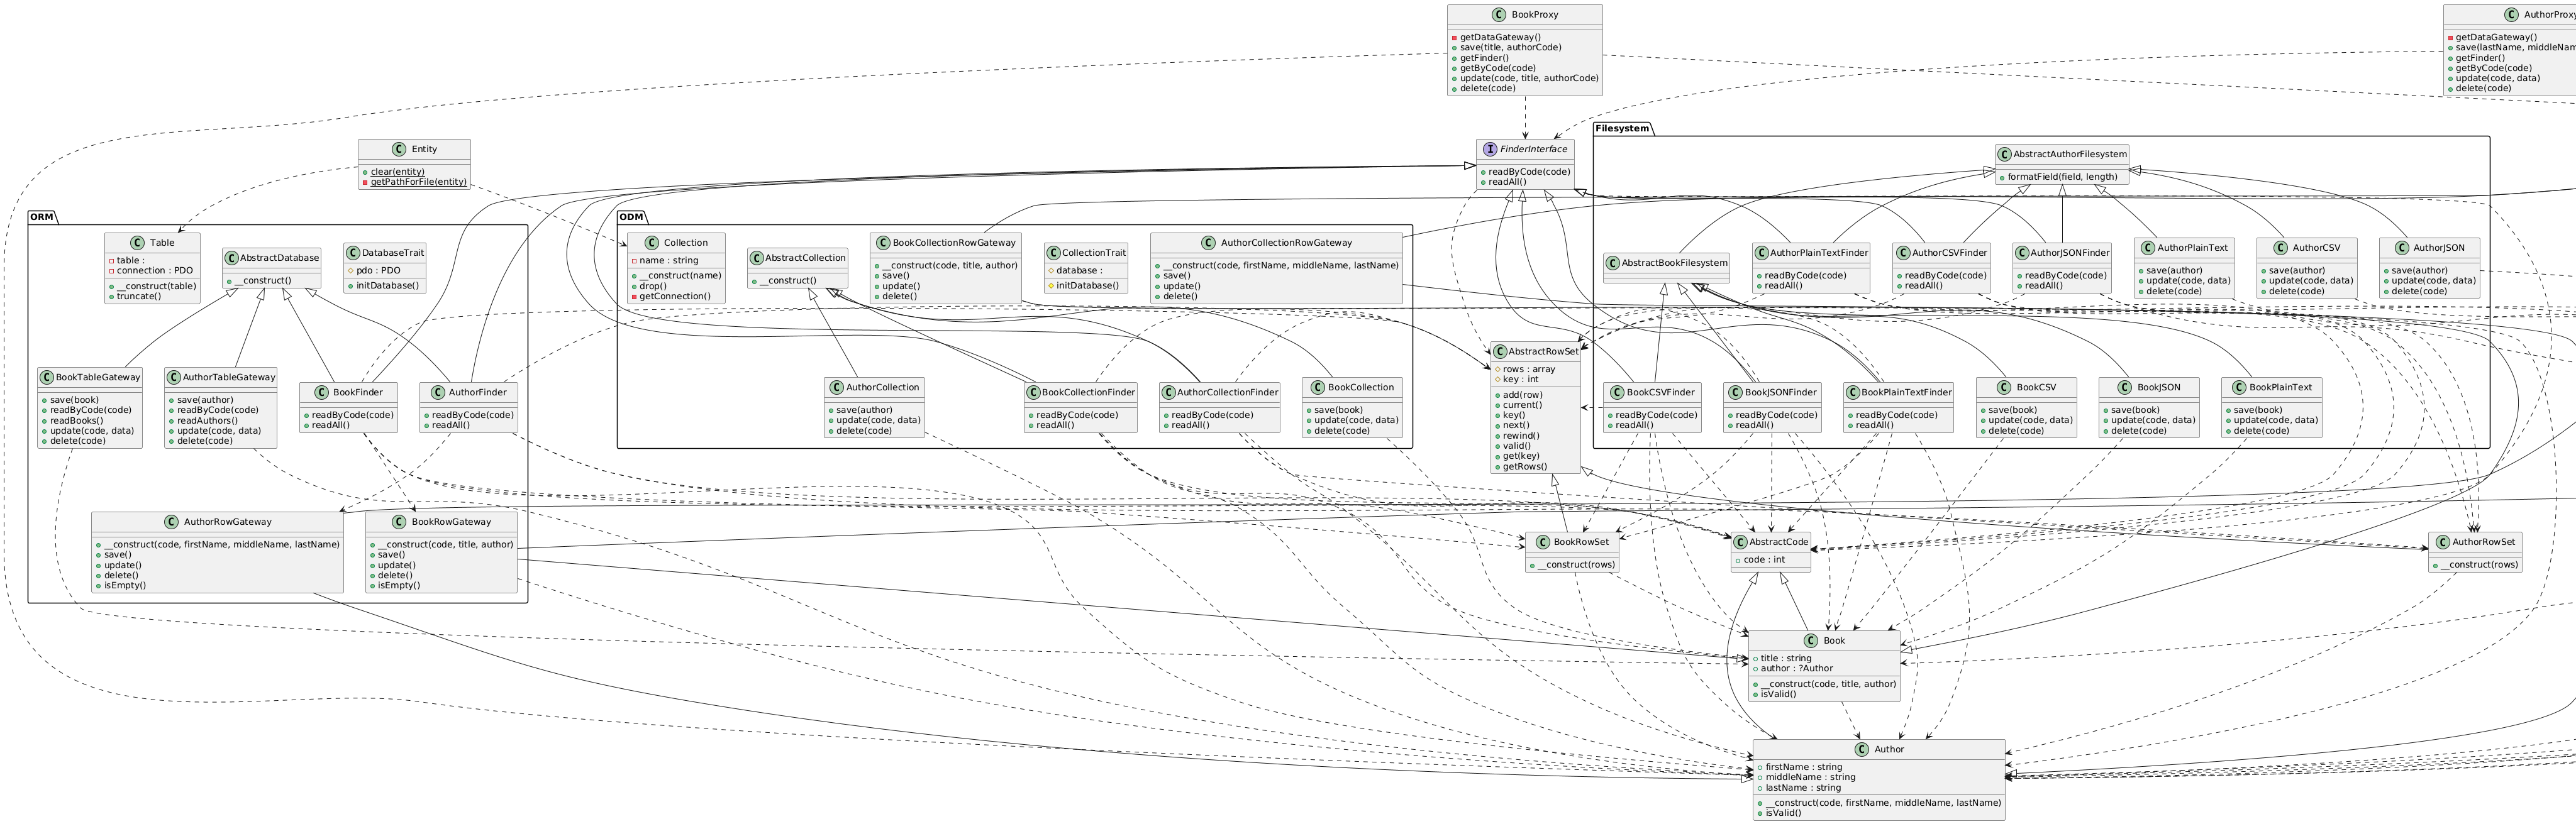 C BookProxy
getDataGateway()
save(title, authorCode)
getFinder()
getByCode(code)
update(code, title, authorCode)
delete(code)
C AuthorProxy
getDataGateway()
save(lastName,
getFinder()
getByCode(code)
update(code, data)
delete(code)
C Entity
clear(entity)
getPathForFile(entity)
I FinderInterface
readByCode(code)
readAll()
Filesystem
C AbstractAuthorFilesystem
formatField(field, length)
C AbstractBookFilesystem
C AuthorPlainTextFinder
readByCode(code)
readAll()
C AuthorCSVFinder
readByCode(code)
readAll()
C AuthorJSONFinder
readByCode(code)
readAll()
C AuthorPlainText
save(author)
update(code, data)
delete(code)
C AuthorCSV
save(author)
update(code, data)
delete(code)
C AuthorJSON
save(author)
update(code, data)
delete(code)
C BookCSVFinder
readByCode(code)
readAll()
C BookJSONFinder
readByCode(code)
readAll()
C BookPlainTextFinder
readByCode(code)
readAll()
C BookCSV
save(book)
update(code, data)
delete(code)
C BookJSON
save(book)
update(code, data)
delete(code)
C BookPlainText
save(book)
update(code, data)
delete(code)
ORM
C Table
table :
connection : PDO
__construct(table)
truncate()
C AbstractDatabase
__construct()
C DatabaseTrait
pdo : PDO
initDatabase()
C BookTableGateway
save(book)
readByCode(code)
readBooks()
update(code, data)
delete(code)
C AuthorTableGateway
save(author)
readByCode(code)
readAuthors()
update(code, data)
delete(code)
C BookFinder
readByCode(code)
readAll()
C AuthorFinder
readByCode(code)
readAll()
C AuthorRowGateway
__construct(code, firstName, middleName, lastName)
save()
update()
delete()
isEmpty()
C BookRowGateway
__construct(code, title, author)
save()
update()
delete()
isEmpty()
ODM
C Collection
name : string
__construct(name)
drop()
getConnection()
C AbstractCollection
__construct()
C BookCollectionRowGateway
__construct(code, title, author)
save()
update()
delete()
C CollectionTrait
database :
initDatabase()
C AuthorCollectionRowGateway
__construct(code, firstName, middleName, lastName)
save()
update()
delete()
C AuthorCollection
save(author)
update(code, data)
delete(code)
C BookCollectionFinder
readByCode(code)
readAll()
C AuthorCollectionFinder
readByCode(code)
readAll()
C BookCollection
save(book)
update(code, data)
delete(code)
C AbstractRowSet
rows : array
key : int
add(row)
current()
key()
next()
rewind()
valid()
get(key)
getRows()
C BookRowSet
__construct(rows)
C AbstractCode
code : int
C AuthorRowSet
__construct(rows)
C Book
title : string
author : ?Author
__construct(code, title, author)
isValid()
C Author
firstName : string
middleName : string
lastName : string
__construct(code, firstName, middleName, lastName)
isValid()